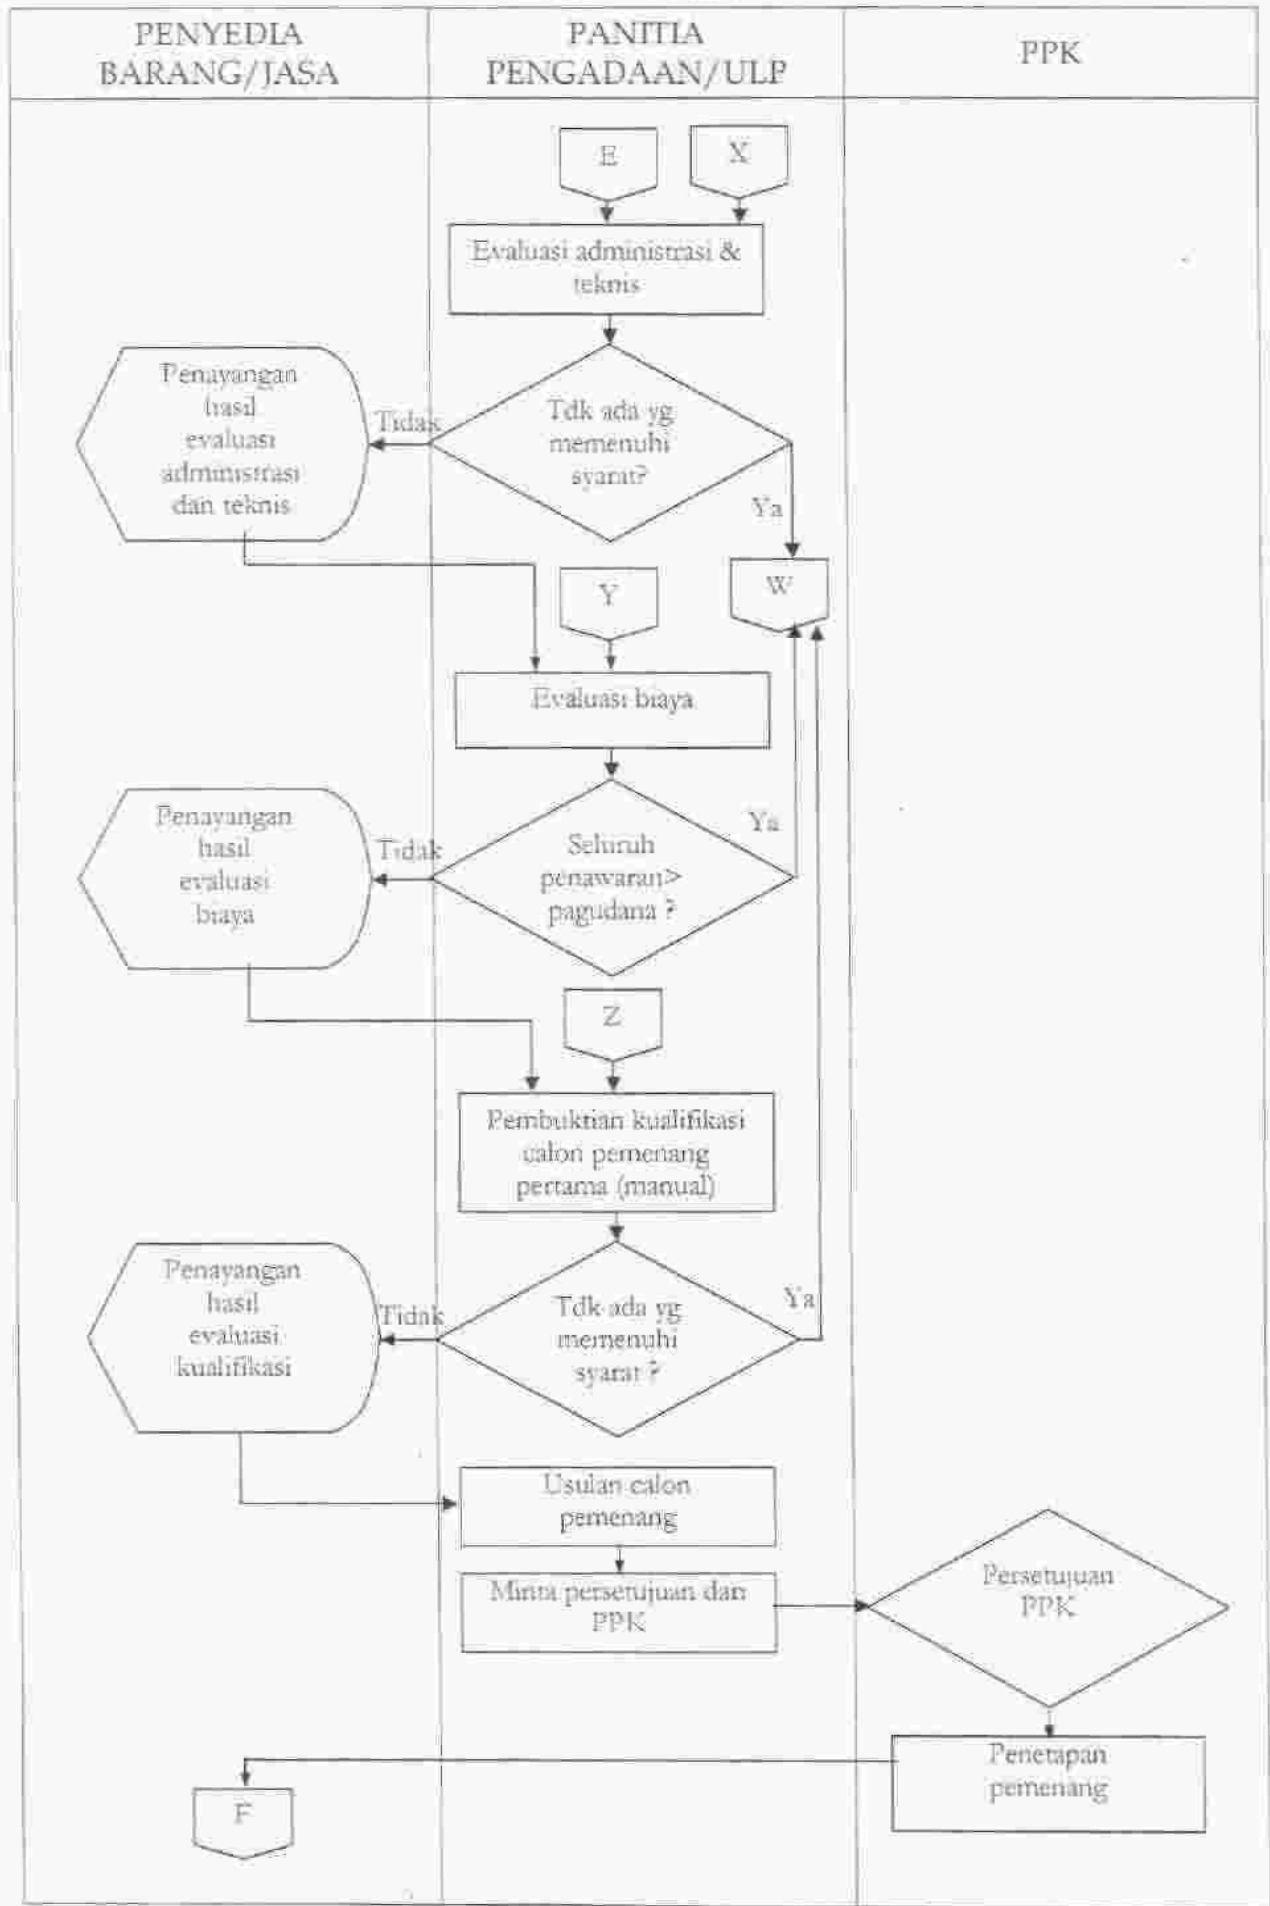 PENYEDIA
BARANG/JASA
PANITIA
PENGADAAN/ULP
PPK
E
X
Evaluasi administrasi &
teknis
Penayangan
hasil
evaluasi
administrasi
dan teknis
Tidak
Tdk ada yg
memenuhi
syarat?
Ya
W
Y
Evaluasi biaya
Penayangan
hasil
evaluasi
biaya
Tidak
Seluruh
penawaran>
pagudana ?
Ya
Z
Pembuktian kualifikasi
calon pemenang
pertama (manual)
Penayangan
hasil
evaluasi
kualifikasi
Tidak
Tdk ada yg
memenuhi
syarat ?
Ya
Usulan calon
pemenang
Minta persetujuan dari
PPK
Persetujuan
PPK
Penetapan
pemenang
F